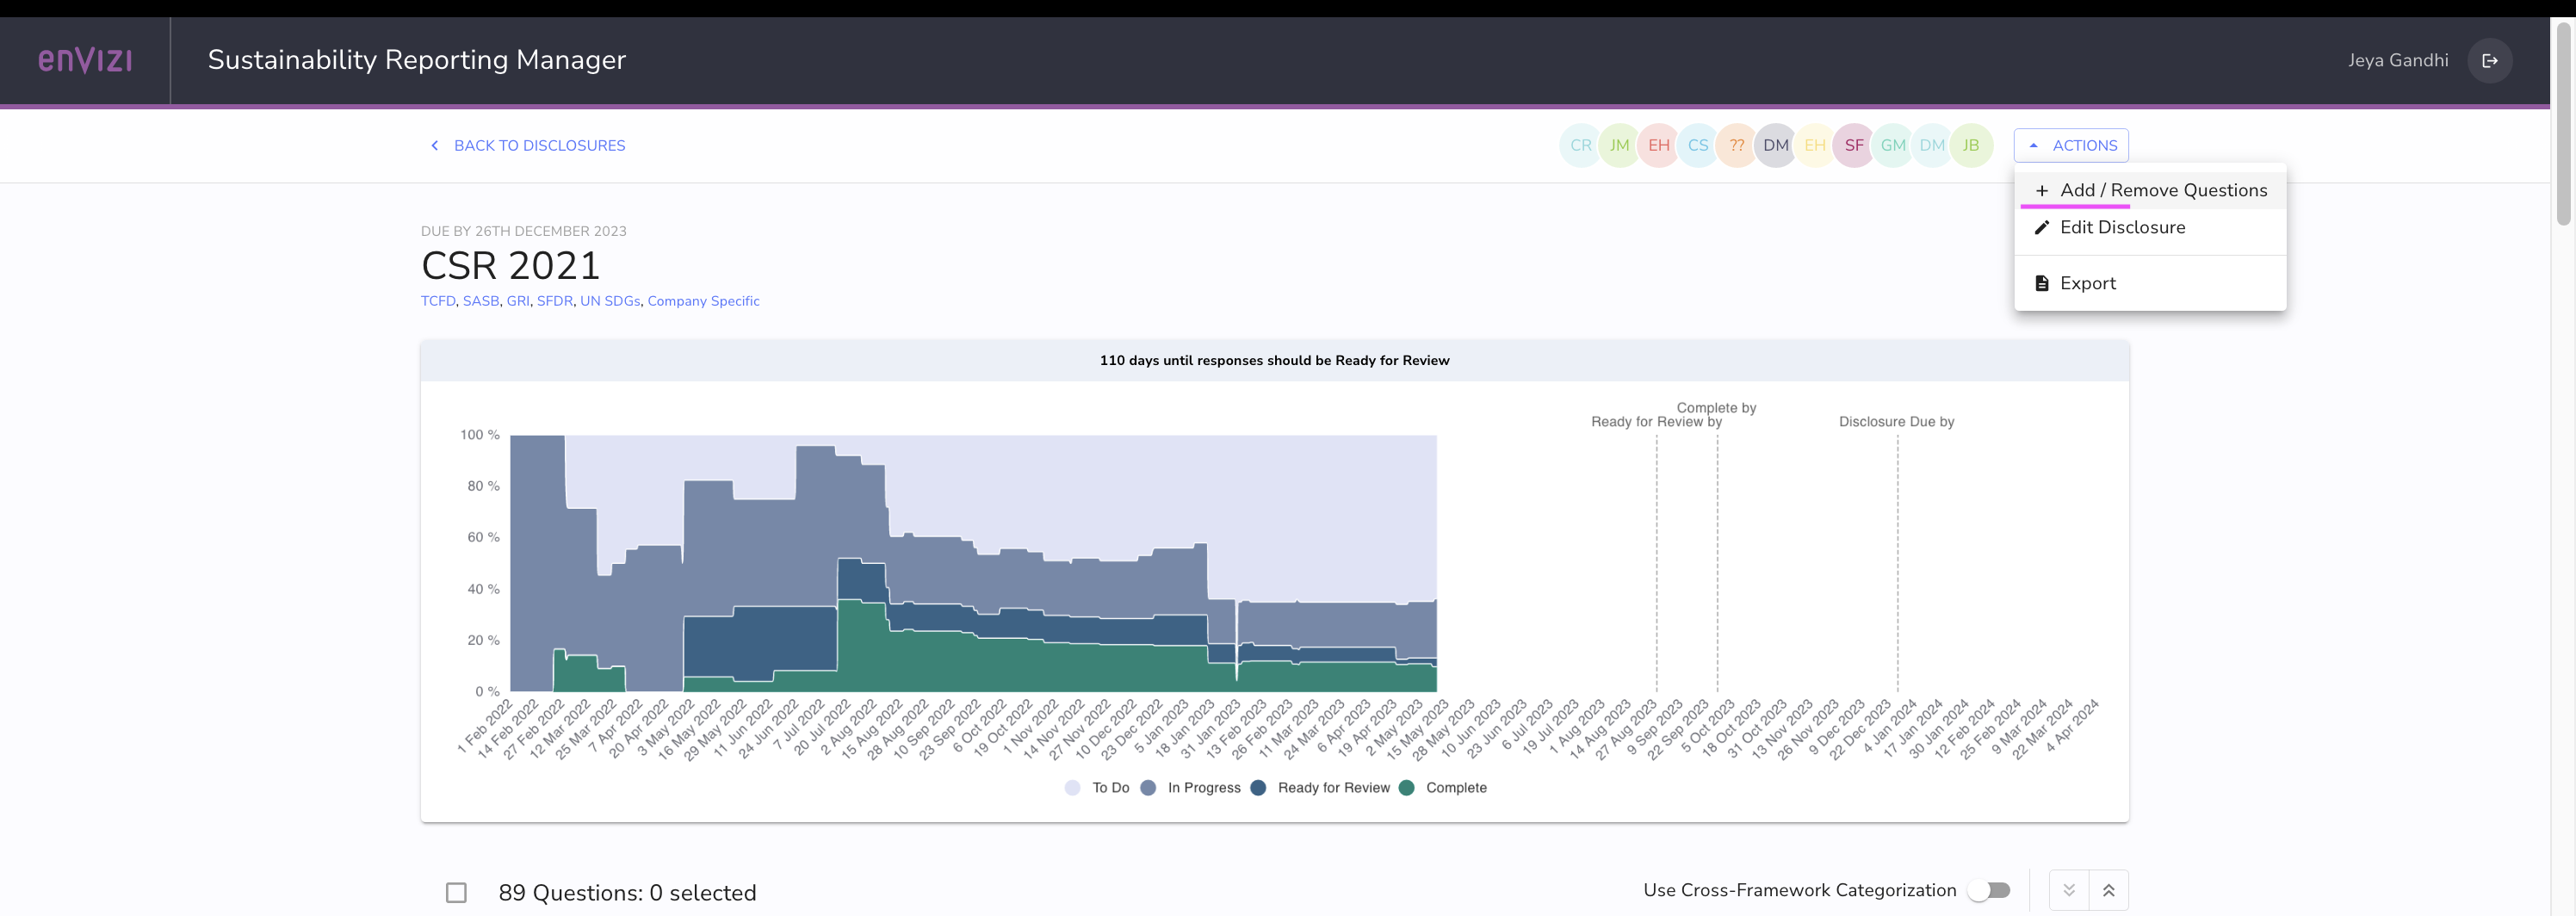 enVIZI
Sustainability Reporting Manager
Jeya Gandhi
BACK TO DISCLOSURES
CR JM EH CS ?? DM EH SF GM DM JB
ACTIONS
Add / Remove Questions
Edit Disclosure
Export
DUE BY 26TH DECEMBER 2023
CSR 2021
TCFD, SASB, GRI, SFDR, UN SDGs, Company Specific
110 days until responses should be Ready for Review
Complete by
Ready for Review by
Disclosure Due by
100 %
80 %
60 %
40 %
20 %
0 %
1 Feb 2022
14 Feb 2022
27 Feb 2022
12 Mar 2022
25 Mar 2022
7 Apr 2022
20 Apr 2022
3 May 2022
16 May 2022
29 May 2022
11 Jun 2022
24 Jun 2022
7 Jul 2022
20 Jul 2022
2 Aug 2022
15 Aug 2022
28 Aug 2022
10 Sep 2022
23 Sep 2022
6 Oct 2022
19 Oct 2022
1 Nov 2022
14 Nov 2022
27 Nov 2022
10 Dec 2022
23 Dec 2022
5 Jan 2023
18 Jan 2023
31 Jan 2023
13 Feb 2023
26 Feb 2023
11 Mar 2023
24 Mar 2023
6 Apr 2023
19 Apr 2023
2 May 2023
15 May 2023
28 May 2023
10 Jun 2023
23 Jun 2023
6 Jul 2023
19 Jul 2023
1 Aug 2023
14 Aug 2023
27 Aug 2023
9 Sep 2023
22 Sep 2023
5 Oct 2023
18 Oct 2023
31 Oct 2023
13 Nov 2023
26 Nov 2023
9 Dec 2023
22 Dec 2023
4 Jan 2024
17 Jan 2024
30 Jan 2024
12 Feb 2024
25 Feb 2024
9 Mar 2024
22 Mar 2024
4 Apr 2024
To Do In Progress Ready for Review Complete
89 Questions: 0 selected
Use Cross-Framework Categorization